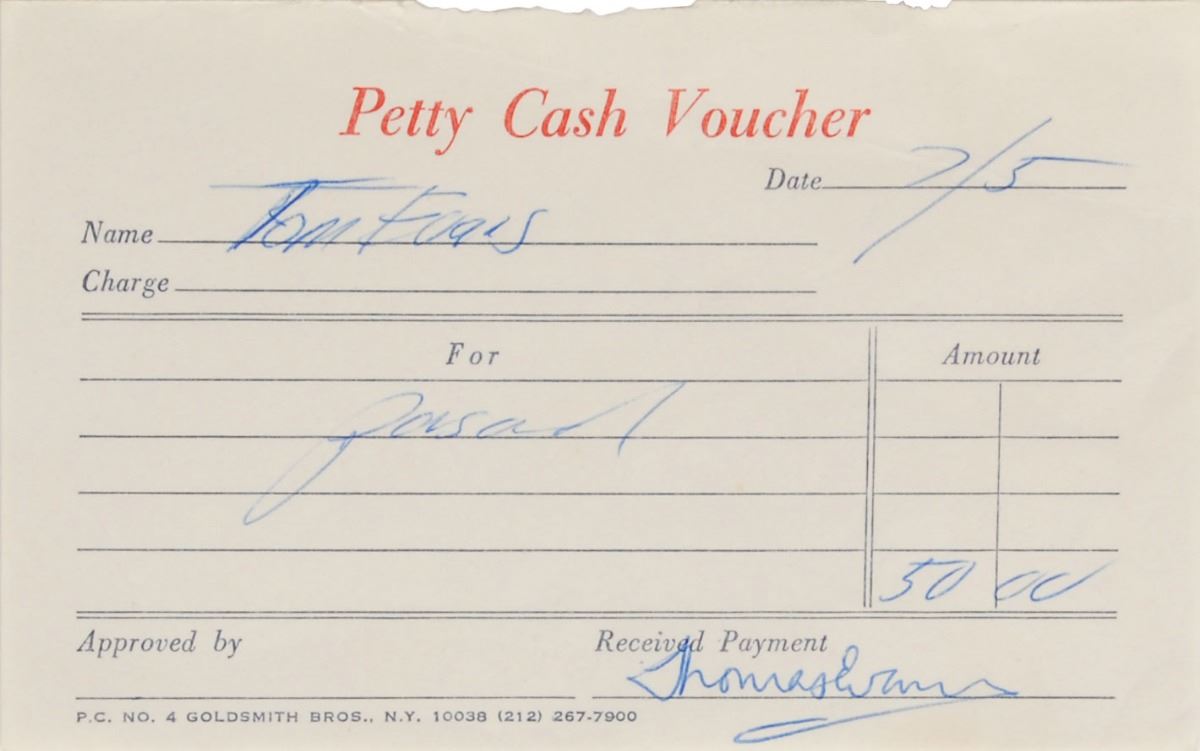 Petty Cash Voucher
Date 7/5
Name Tom Evans
Charge
For Amount
50 00
Approved by Received Payment
Thomas Evans
P.C. NO. 4 GOLDSMITH BROS., N.Y. 10038 (212) 267-7900